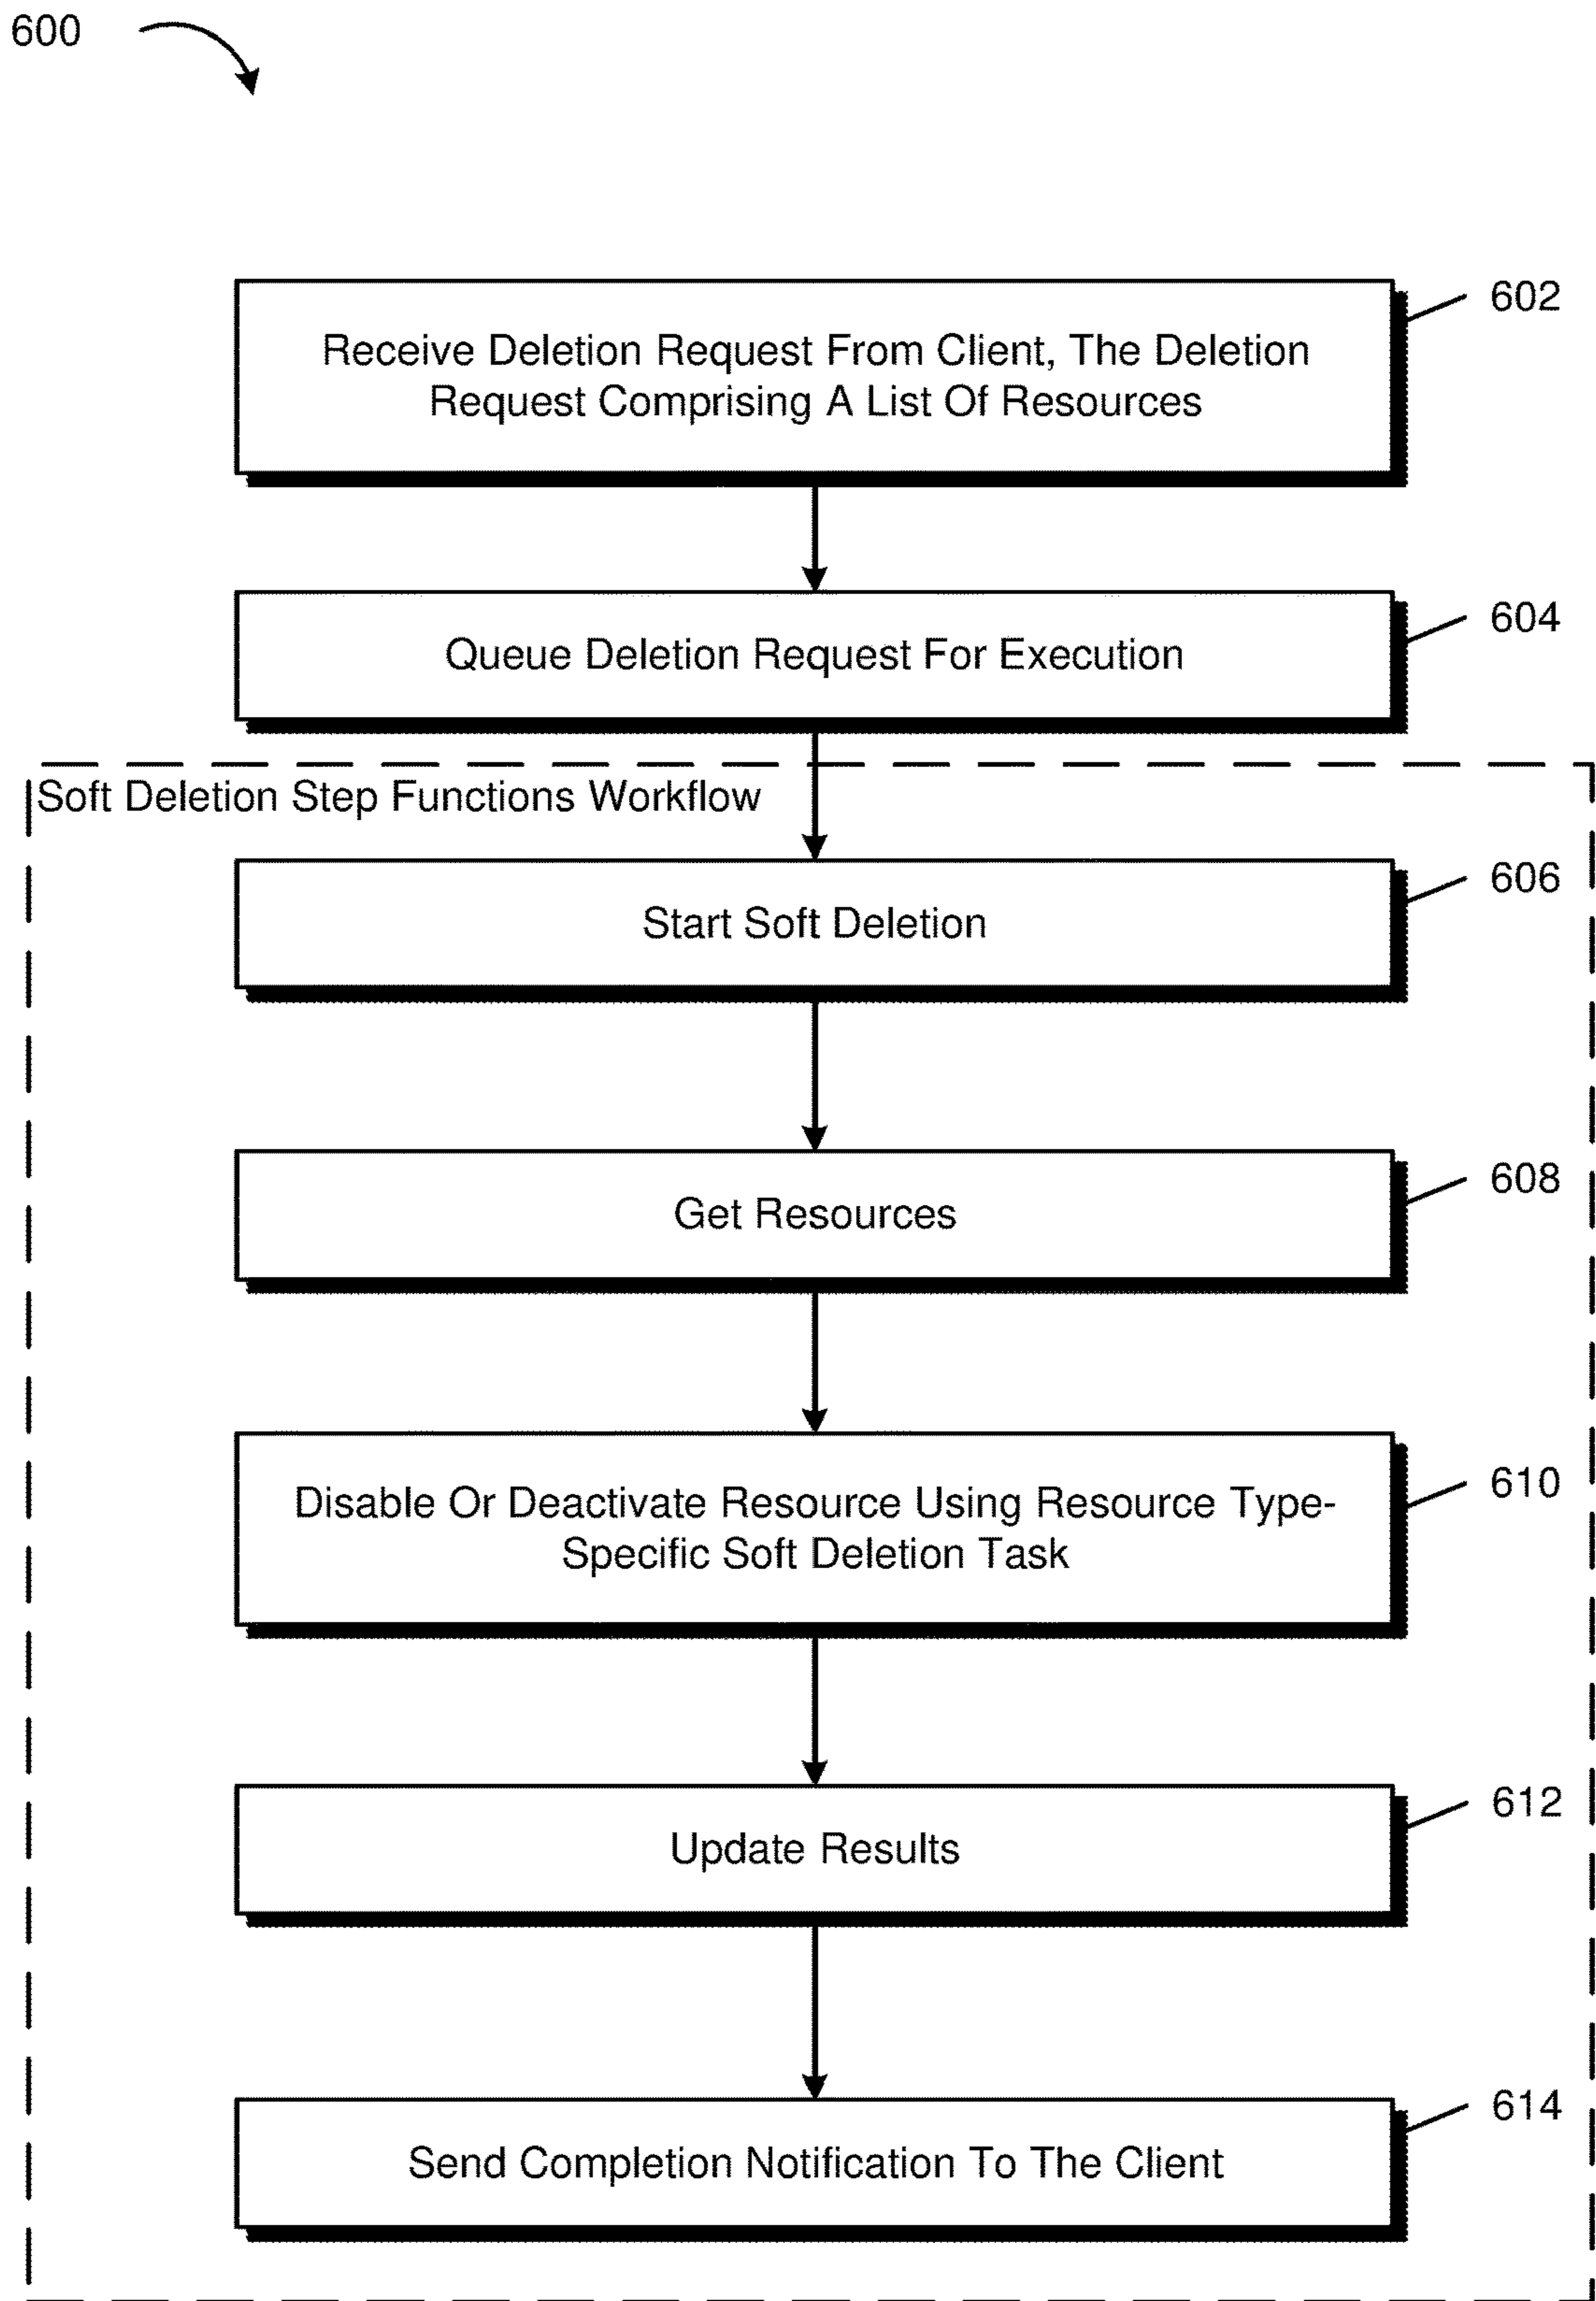 600
602
Receive Deletion Request From Client, The Deletion
Request Comprising A List Of Resources
604
Queue Deletion Request For Execution
Soft Deletion Step Functions Workflow
606
Start Soft Deletion
608
Get Resources
610
Disable Or Deactivate Resource Using Resource Type-
Specific Soft Deletion Task
612
Update Results
614
Send Completion Notification To The Client